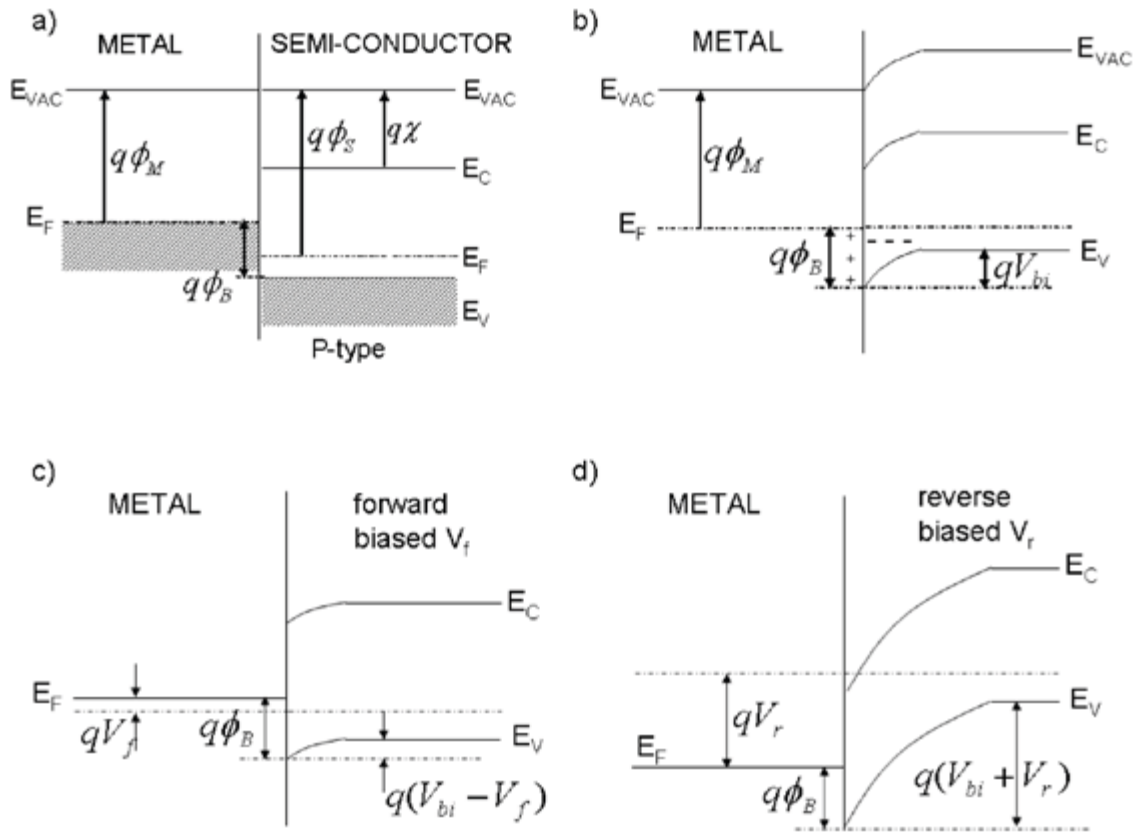 a)
METAL
SEMI-CONDUCTOR
E_VAC
E_VAC
qϕ_M
qϕ_S
qχ
E_C
E_F
E_F
qϕ_B
E_V
P-type
b)
METAL
E_VAC
E_VAC
qϕ_M
E_C
E_F
+
+
+
- - -
qϕ_B
E_V
qV_bi
c)
METAL
forward
biased V_f
E_C
E_F
qV_f
qϕ_B
E_V
q(V_bi − V_f)
d)
METAL
reverse
biased V_r
E_C
qV_r
E_V
E_F
qϕ_B
q(V_bi + V_r)